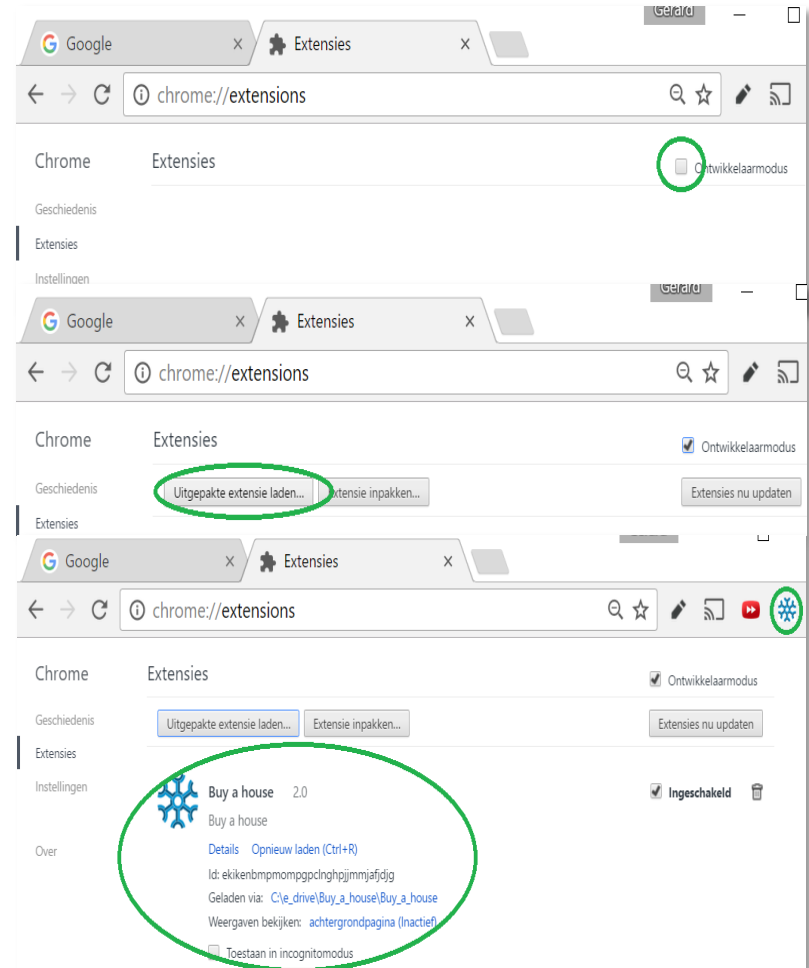 Gerard
Google Extensies
chrome://extensions
Chrome Extensies Ontwikkelaarmodus
Geschiedenis
Extensies
Instellingen
Gerard
Google Extensies
chrome://extensions
Chrome Extensies Ontwikkelaarmodus
Geschiedenis Uitgepakte extensie laden... Extensie inpakken... Extensies nu updaten
Extensies
Google Extensies
chrome://extensions
Chrome Extensies Ontwikkelaarmodus
Geschiedenis Uitgepakte extensie laden... Extensie inpakken... Extensies nu updaten
Extensies
Instellingen Buy a house 2.0 Ingeschakeld
Buy a house
Over Details Opnieuw laden (Ctrl+R)
Id: ekikenbmpmompgpclnghpjjmmjafjdjg
Geladen via: C:\e_drive\Buy_a_house\Buy_a_house
Weergaven bekijken: achtergrondpagina (Inactief)
Toestaan in incognitomodus